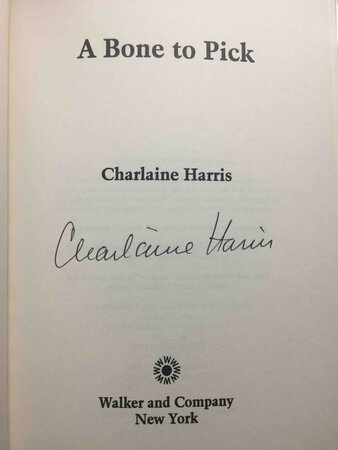 A Bone to Pick
Charlaine Harris
Charlaine Harris
Walker and Company
New York